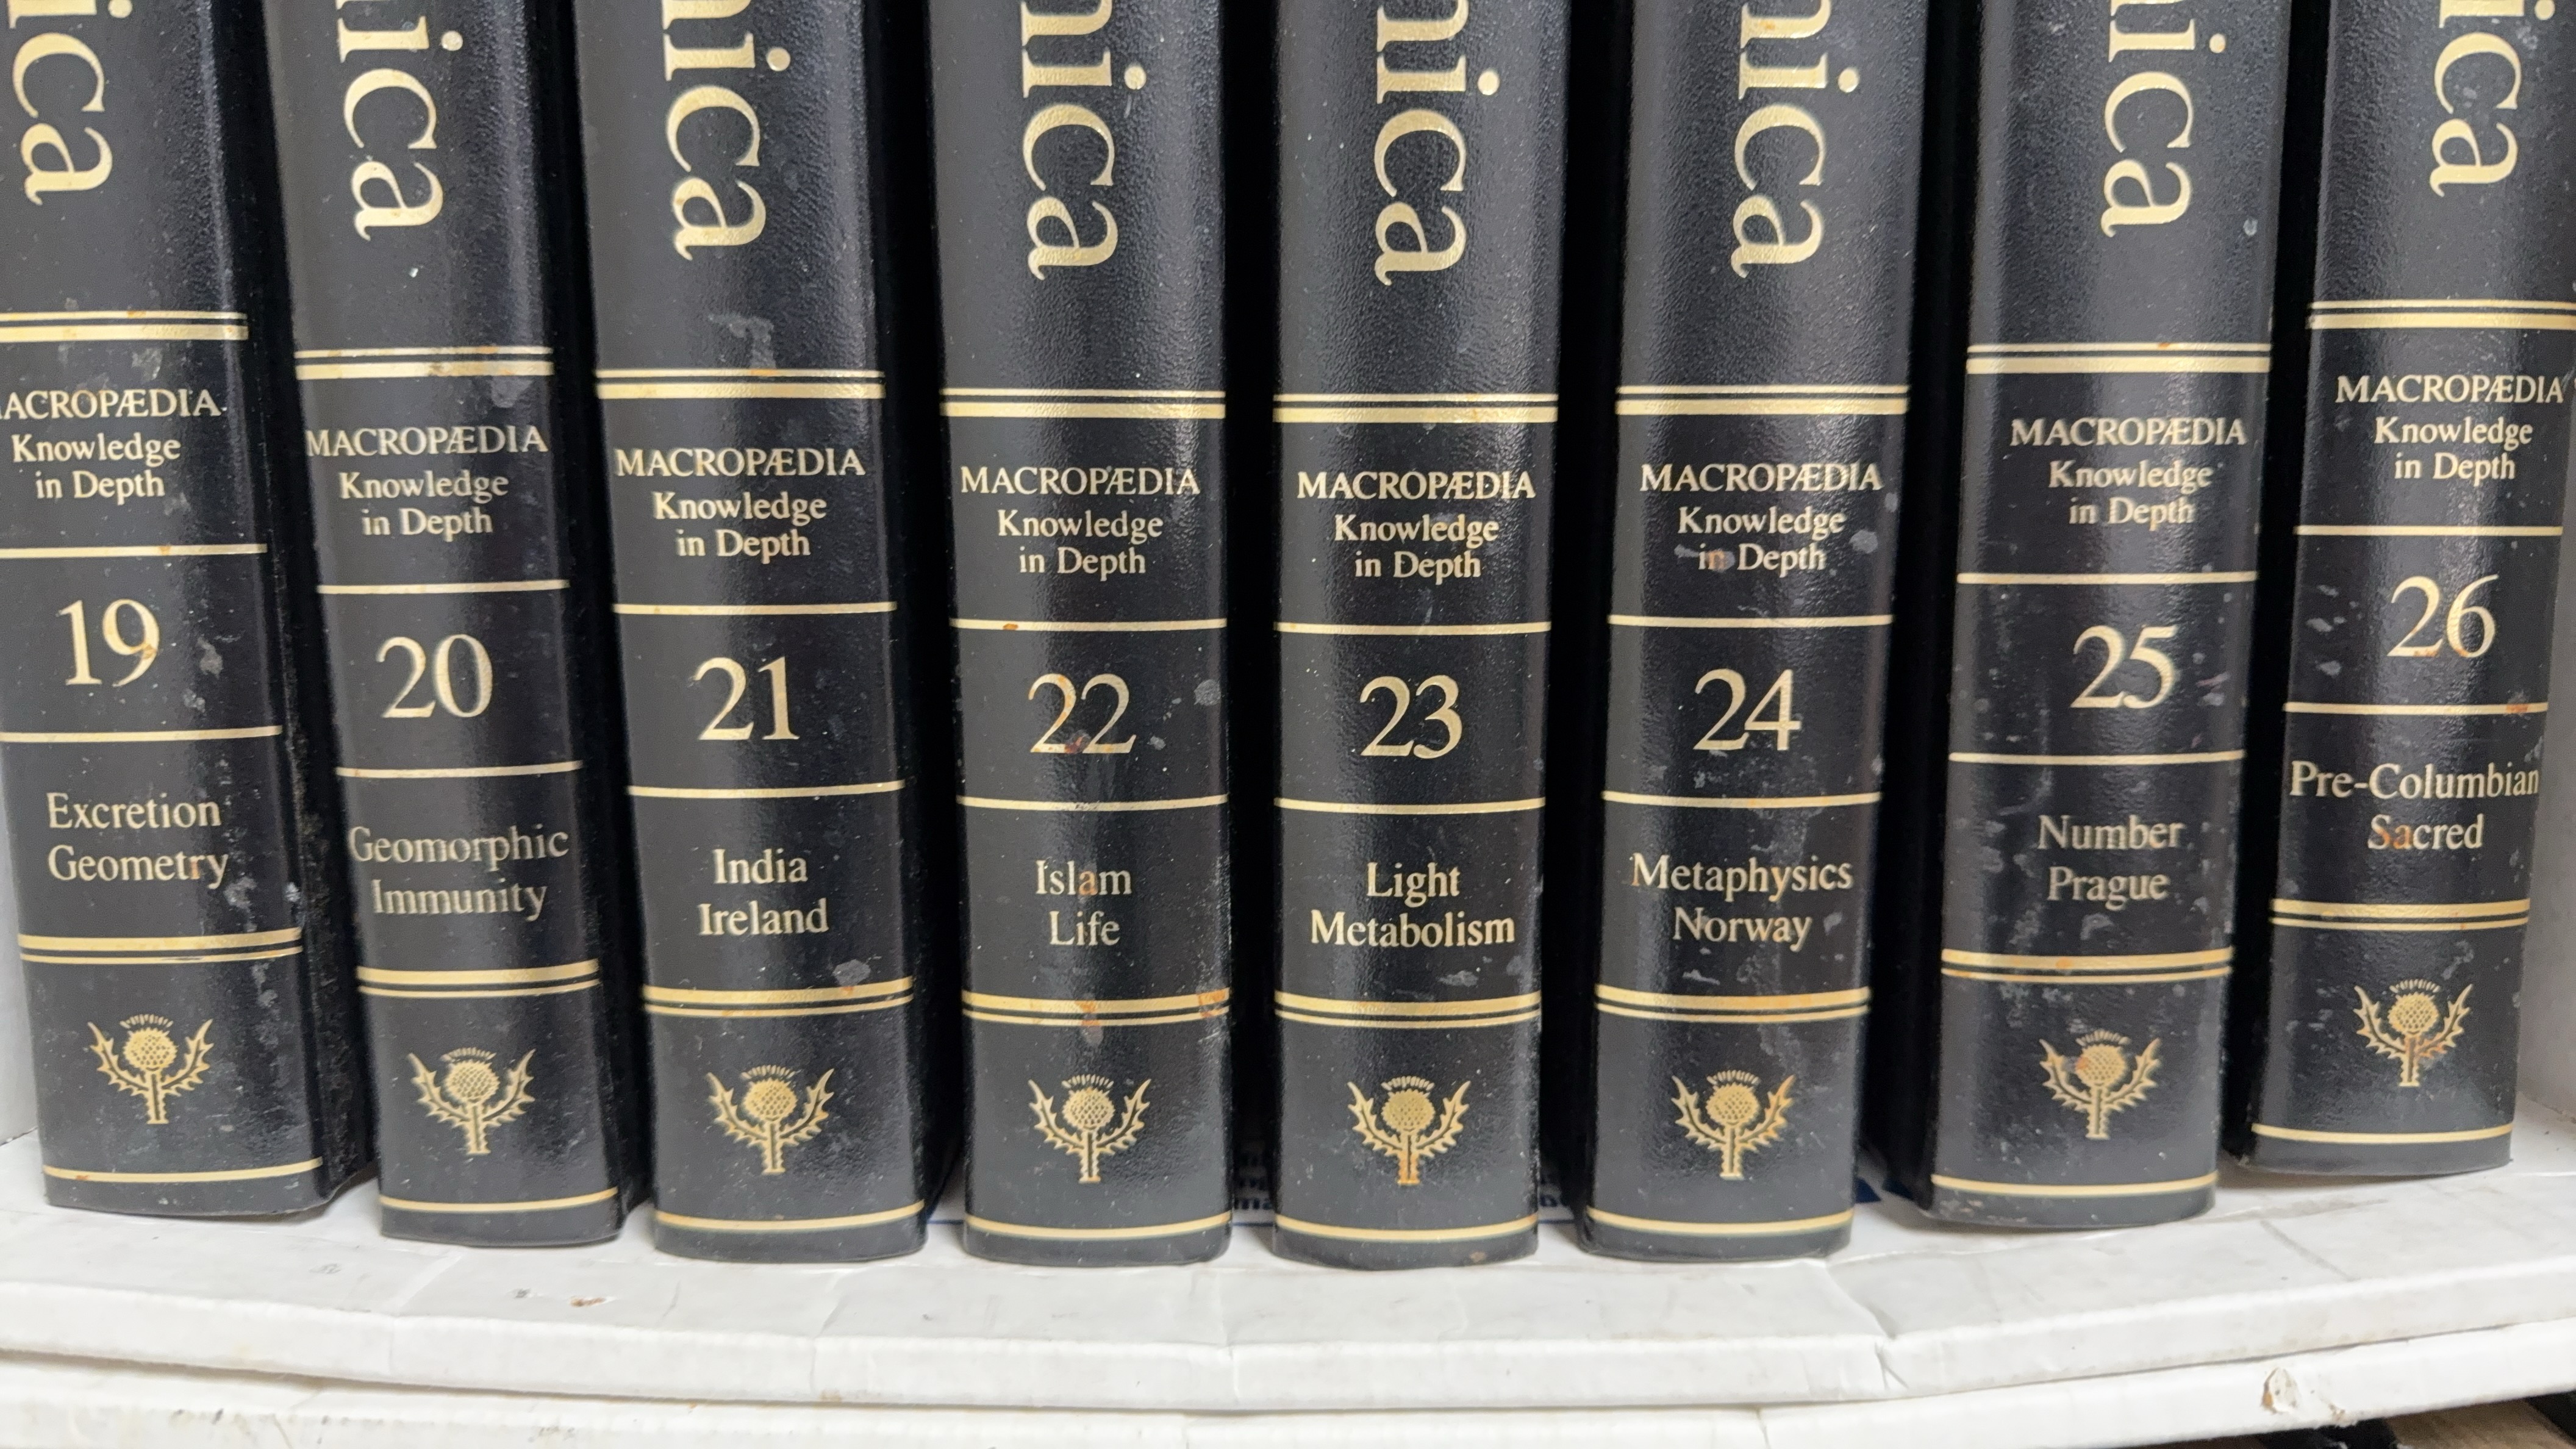 ica
MACROPÆDIA
Knowledge
in Depth
19
Excretion
Geometry
ica
MACROPÆDIA
Knowledge
in Depth
20
Geomorphic
Immunity
nica
MACROPÆDIA
Knowledge
in Depth
21
India
Ireland
nica
MACROPÆDIA
Knowledge
in Depth
22
Islam
Life
nica
MACROPÆDIA
Knowledge
in Depth
23
Light
Metabolism
nica
MACROPÆDIA
Knowledge
in Depth
24
Metaphysics
Norway
nica
MACROPÆDIA
Knowledge
in Depth
25
Number
Prague
ica
MACROPÆDIA
Knowledge
in Depth
26
Pre-Columbian
Sacred